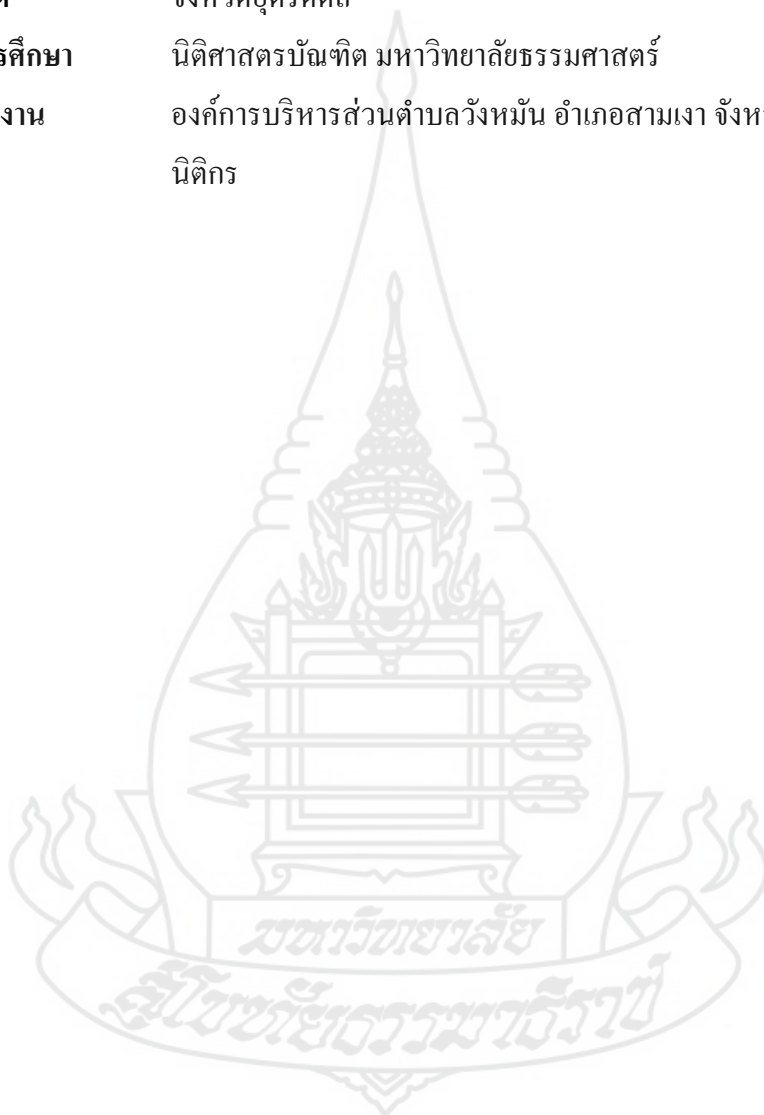 จังหวัดอุตรดิตถ์
รศึกษา นิติศาสตรบัณฑิต มหาวิทยาลัยธรรมศาสตร์
งาน องค์การบริหารส่วนตำบลวังหมัน อำเภอสามเงา จังห
นิติกร
มหาวิทยาลัย
สุโขทัยธรรมาธิราช